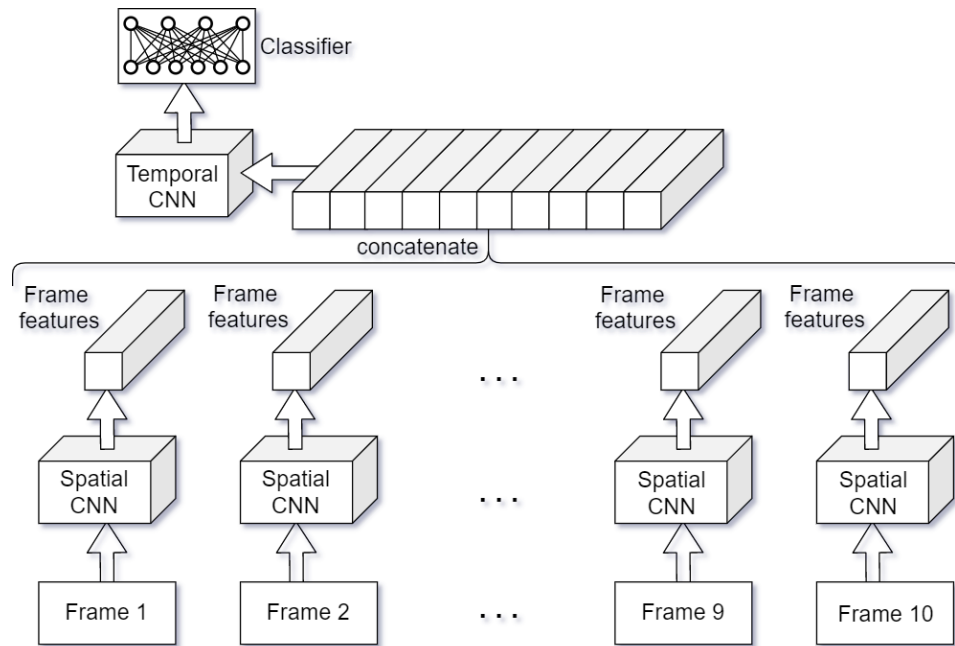 Classifier
Temporal
CNN
concatenate
Frame
features
Frame
features
Frame
features
Frame
features
. . .
Spatial
CNN
Spatial
CNN
. . .
Spatial
CNN
Spatial
CNN
Frame 1
Frame 2
. . .
Frame 9
Frame 10